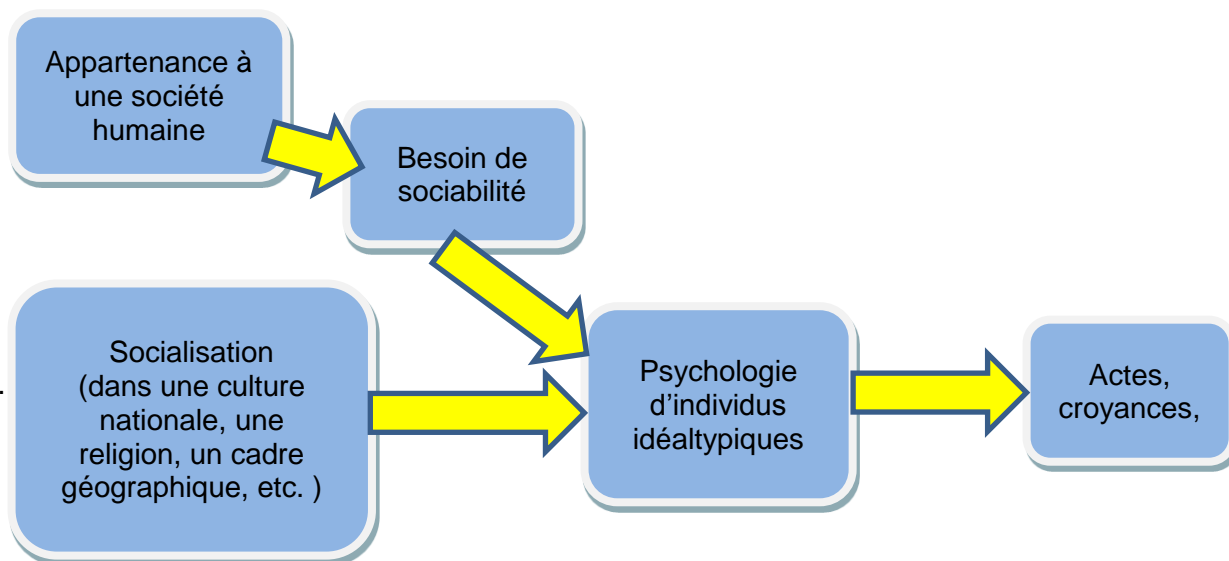 Appartenance à
une société
humaine
Besoin de
sociabilité
Socialisation
(dans une culture
nationale, une
religion, un cadre
géographique, etc. )
Psychologie
d'individus
idéaltypiques
Actes,
croyances,